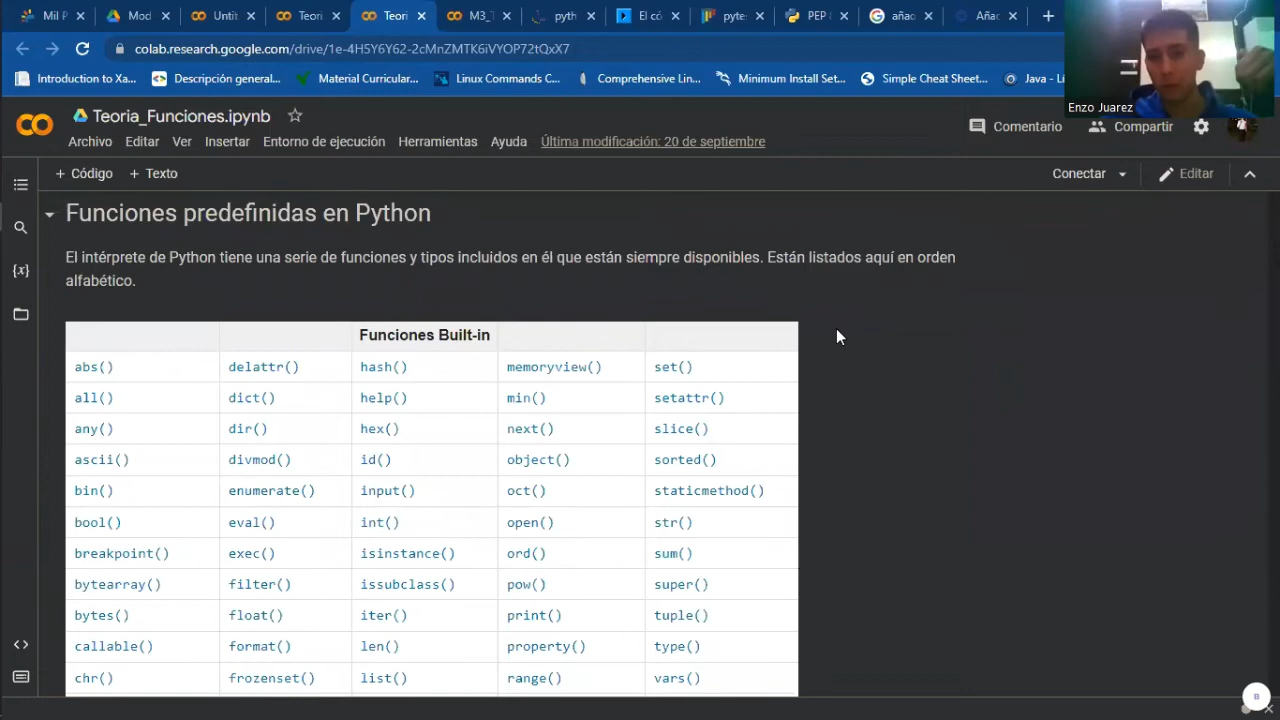 Mil P
Mod
Untit
Teori
Teori
M3_T
pyth
El có
pytes
PEP 8
añad
Añad
colab.research.google.com/drive/1e-4H5Y6Y62-2cMnZMTK6iVYOP72tQxX7
Introduction to Xa...
Descripción general...
Material Curricular...
Linux Commands C...
Comprehensive Lin...
Minimum Install Set...
Simple Cheat Sheet...
Java - Li
Enzo Juarez
Teoria_Funciones.ipynb
Comentario
Compartir
Archivo Editar Ver Insertar Entorno de ejecución Herramientas Ayuda Última modificación: 20 de septiembre
+ Código + Texto
Conectar
Editar
Funciones predefinidas en Python
El intérprete de Python tiene una serie de funciones y tipos incluidos en él que están siempre disponibles. Están listados aquí en orden
alfabético.
Funciones Built-in
abs() delattr() hash() memoryview() set()
all() dict() help() min() setattr()
any() dir() hex() next() slice()
ascii() divmod() id() object() sorted()
bin() enumerate() input() oct() staticmethod()
bool() eval() int() open() str()
breakpoint() exec() isinstance() ord() sum()
bytearray() filter() issubclass() pow() super()
bytes() float() iter() print() tuple()
callable() format() len() property() type()
chr() frozenset() list() range() vars()
B